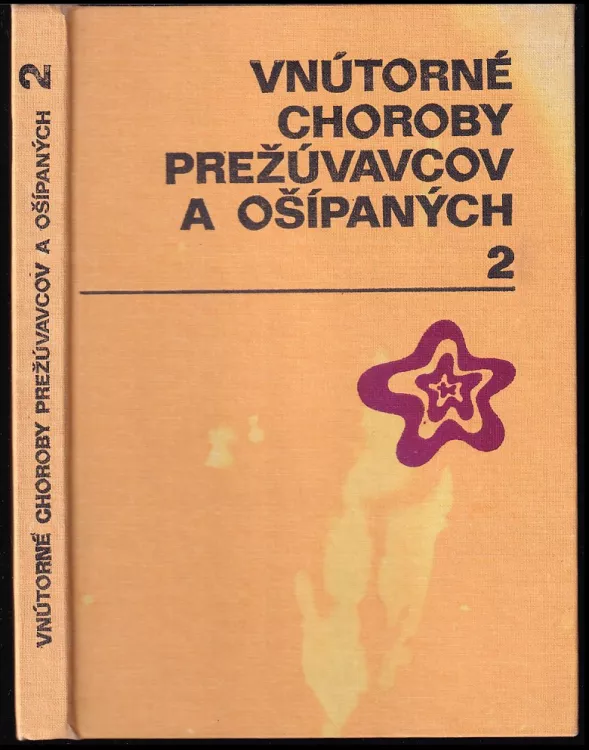 VNÚTORNÉ CHOROBY PREŽÚVAVCOV A OŠÍPANÝCH 2
VNÚTORNÉ
CHOROBY
PREŽÚVAVCOV
A OŠÍPANÝCH
2